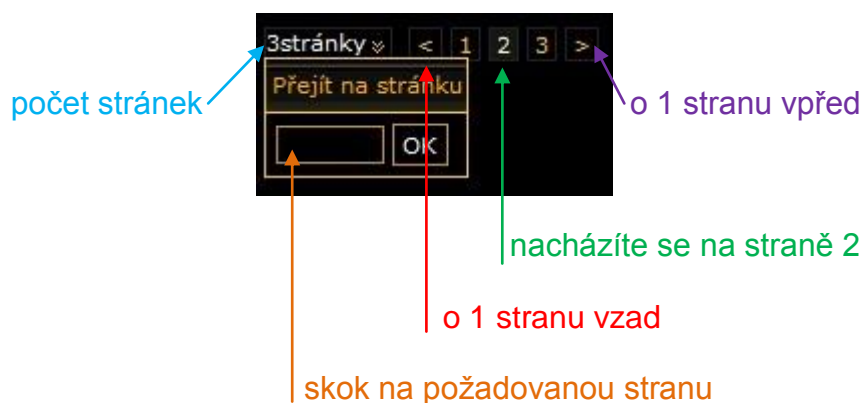 3stránky < 1 2 3 >
Přejít na stránku
počet stránek
o 1 stranu vpřed
OK
nacházíte se na straně 2
o 1 stranu vzad
skok na požadovanou stranu